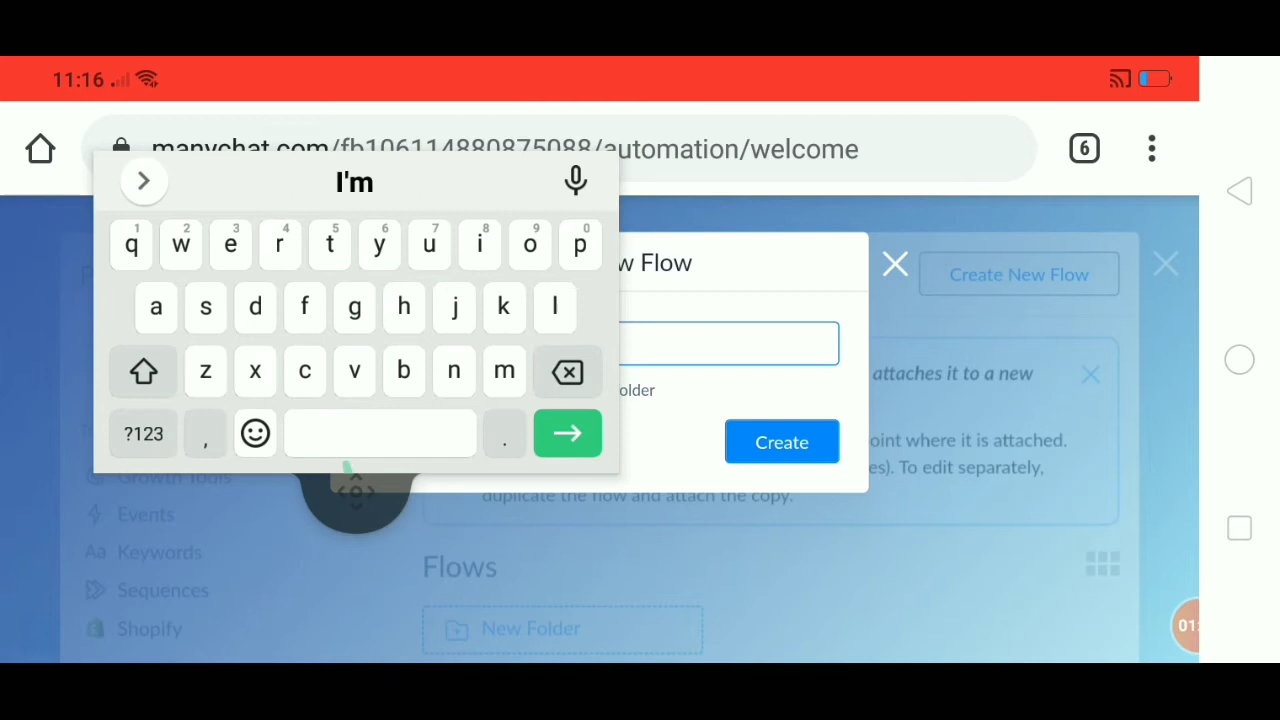 11:16
manychat.com/fb106114880875088/automation/welcome
6
I'm
1 2 3 4 5 6 7 8 9 0
q w e r t y u i o p
a s d f g h j k l
z x c v b n m
?123 , .
w Flow
Create New Flow
attaches it to a new
older
oint where it is attached.
Create
es). To edit separately,
duplicate the flow and attach the copy.
Growth Tools
Events
Aa Keywords
Sequences
Shopify
Flows
New Folder
01: